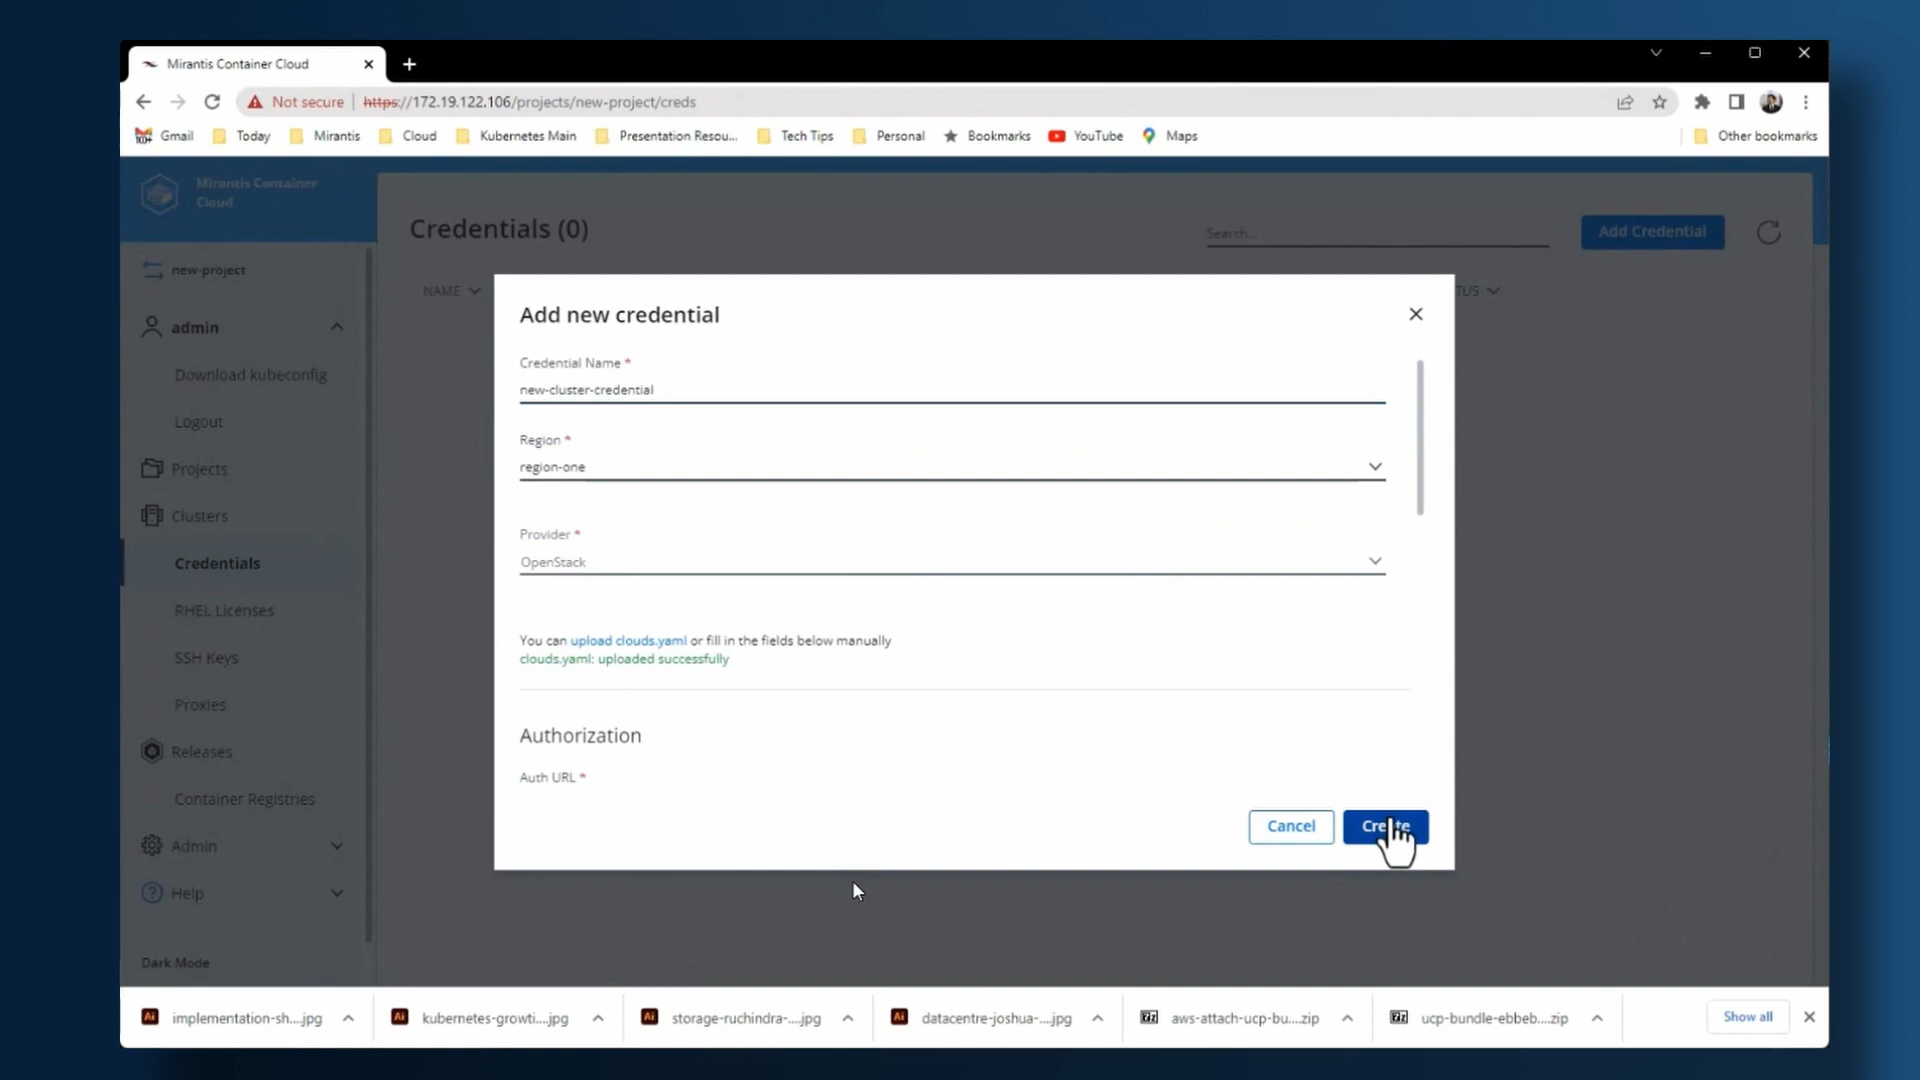 Mirantis Container Cloud
Not secure https://172.19.122.106/projects/new-project/creds
Gmail Today Mirantis Cloud Kubernetes Main Presentation Resou... Tech Tips Personal Bookmarks YouTube Maps Other bookmarks
Mirantis Container
Cloud
new-project
admin
Download kubeconfig
Logout
Projects
Clusters
Credentials
RHEL Licenses
SSH Keys
Proxies
Releases
Container Registries
Admin
Help
Dark Mode
Credentials (0)
Search...
Add Credential
NAME
TUS
Add new credential
Credential Name *
new-cluster-credential
Region *
region-one
Provider *
OpenStack
You can upload clouds.yaml or fill in the fields below manually
clouds.yaml: uploaded successfully
Authorization
Auth URL *
Cancel
Create
implementation-sh....jpg kubernetes-growti....jpg storage-ruchindra-....jpg datacentre-joshua-....jpg aws-attach-ucp-bu....zip ucp-bundle-ebbeb....zip Show all